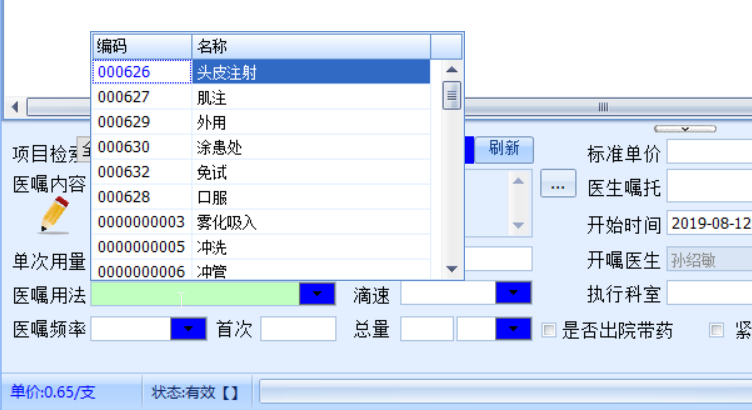 编码 名称
000626 头皮注射
000627 肌注
000629 外用
000630 涂患处
000632 免试
000628 口服
0000000003 雾化吸入
0000000005 冲洗
0000000006 冲管
项目检索 刷新 标准单价
医嘱内容 ... 医生嘱托
开始时间 2019-08-12
单次用量 开嘱医生 孙绍敏
医嘱用法 滴速 执行科室
医嘱频率 首次 总量 是否出院带药 紧
单价:0.65/支 状态:有效【】